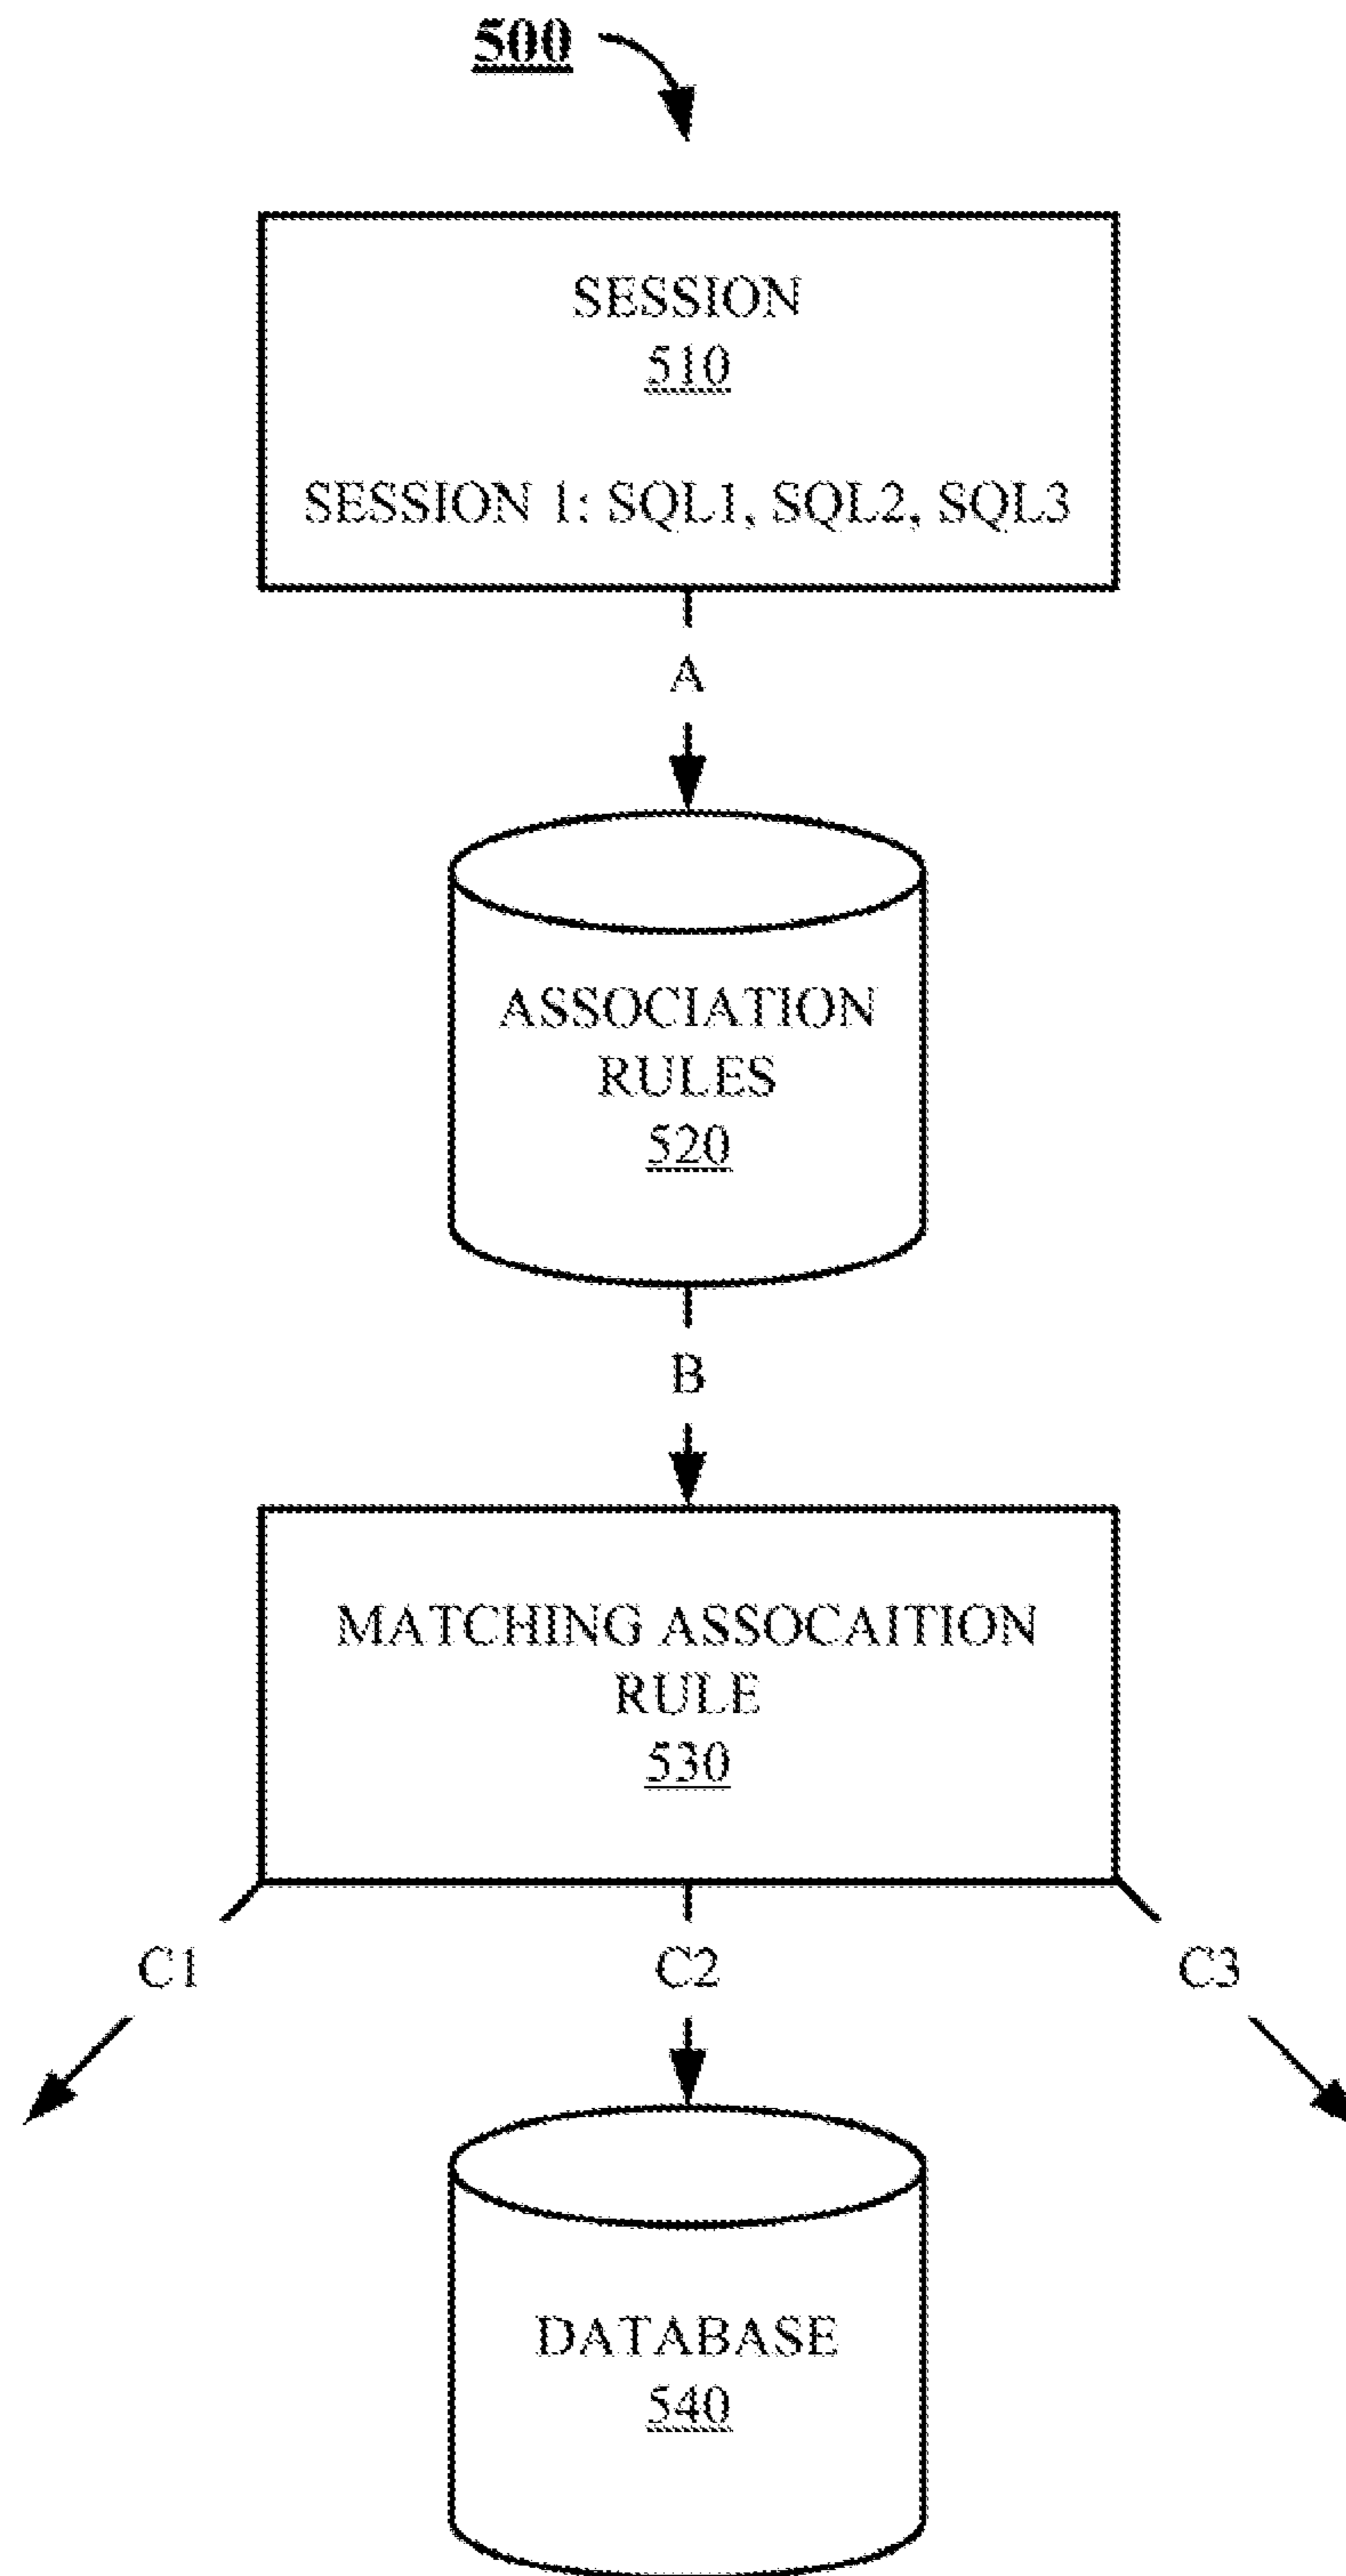 500
SESSION
510
SESSION 1: SQL1, SQL2, SQL3
A
ASSOCIATION
RULES
520
B
MATCHING ASSOCAITION
RULE
530
C1 C2 C3
DATABASE
540